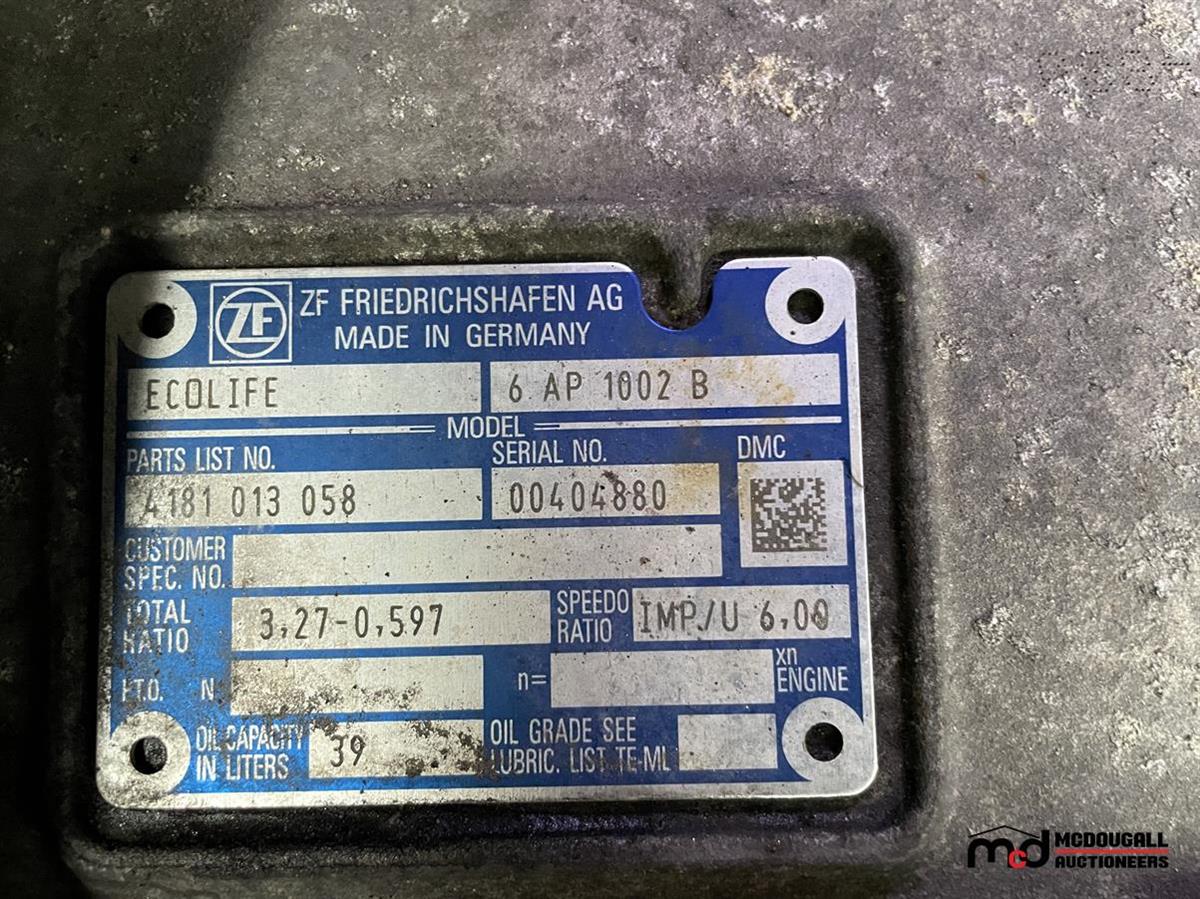 ZF
ZF FRIEDRICHSHAFEN AG
MADE IN GERMANY
ECOLIFE 6 AP 1002 B
MODEL
PARTS LIST NO. SERIAL NO. DMC
4181 013 058 00404880
CUSTOMER
SPEC. NO.
TOTAL
RATIO 3,27-0,597 SPEEDO
RATIO IMP/U 6,00
P.T.O. N n= xn
ENGINE
OIL CAPACITY
IN LITERS 39 OIL GRADE SEE
LUBRIC. LIST TE-ML
mcd MCDOUGALL
AUCTIONEERS